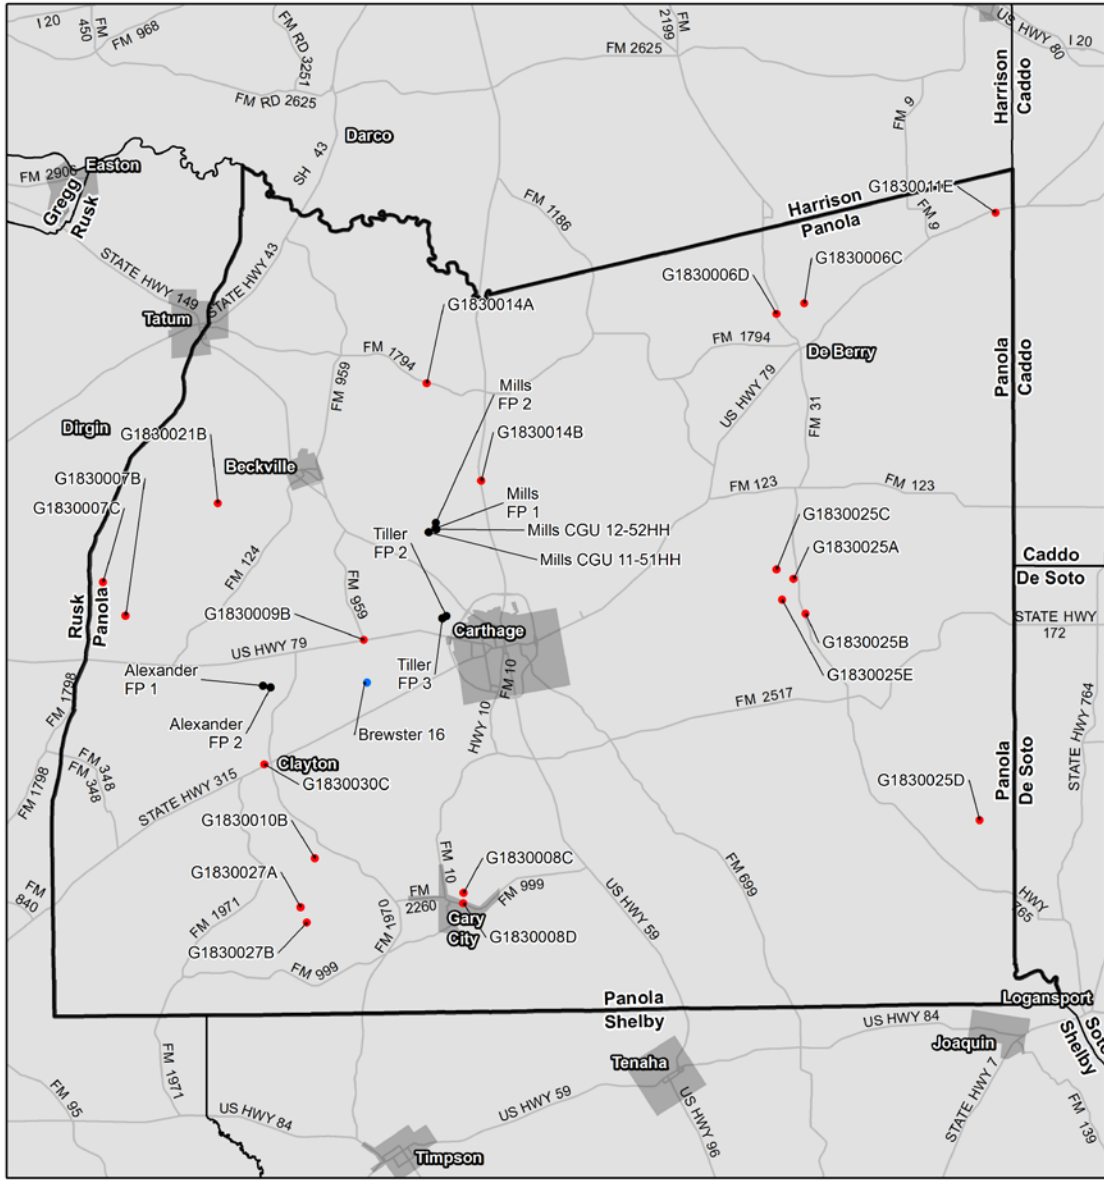 I 20
FM
450
FM 968
FM RD 3251
FM
2199
US HWY 80
I 20
FM 2625
FM RD 2625
Harrison
Caddo
FM 9
Darco
SH 43
Easton
FM 2906
Gregg
Rusk
G1830011E
FM 1186
Harrison
Panola
FM 9
STATE HWY 149
STATE HWY 43
G1830006C
G1830006D
G1830014A
Tatum
FM 1794
FM 1794
De Berry
Panola
Caddo
FM 959
US HWY 79
Mills
FP 2
FM 31
Dirgin
G1830021B
G1830014B
Beckville
G1830007B
FM 123
FM 123
Mills
FP 1
G1830007C
G1830025C
Tiller
FP 2
Mills CGU 12-52HH
G1830025A
Mills CGU 11-51HH
Caddo
De Soto
FM 124
FM 959
Rusk
Panola
G1830009B
STATE HWY
172
Carthage
G1830025B
US HWY 79
Alexander
FP 1
Tiller
FP 3
FM 10
G1830025E
FM 1798
FM 2517
HWY 10
Alexander
FP 2
Brewster 16
STATE HWY 764
FM 348
FM 348
Clayton
FM 1798
STATE HWY 315
G1830030C
G1830025D
Panola
De Soto
G1830010B
FM 10
G1830008C
FM 699
G1830027A
FM
840
FM
2260
FM 999
US HWY 59
HWY
765
FM 1971
FM 1970
Gary
City
G1830008D
G1830027B
FM 999
Panola
Shelby
Logansport
US HWY 84
Joaquin
Soto
Shelby
FM 1971
Tenaha
FM 95
US HWY 59
STATE HWY 7
US HWY 84
US HWY 96
FM 139
Timpson